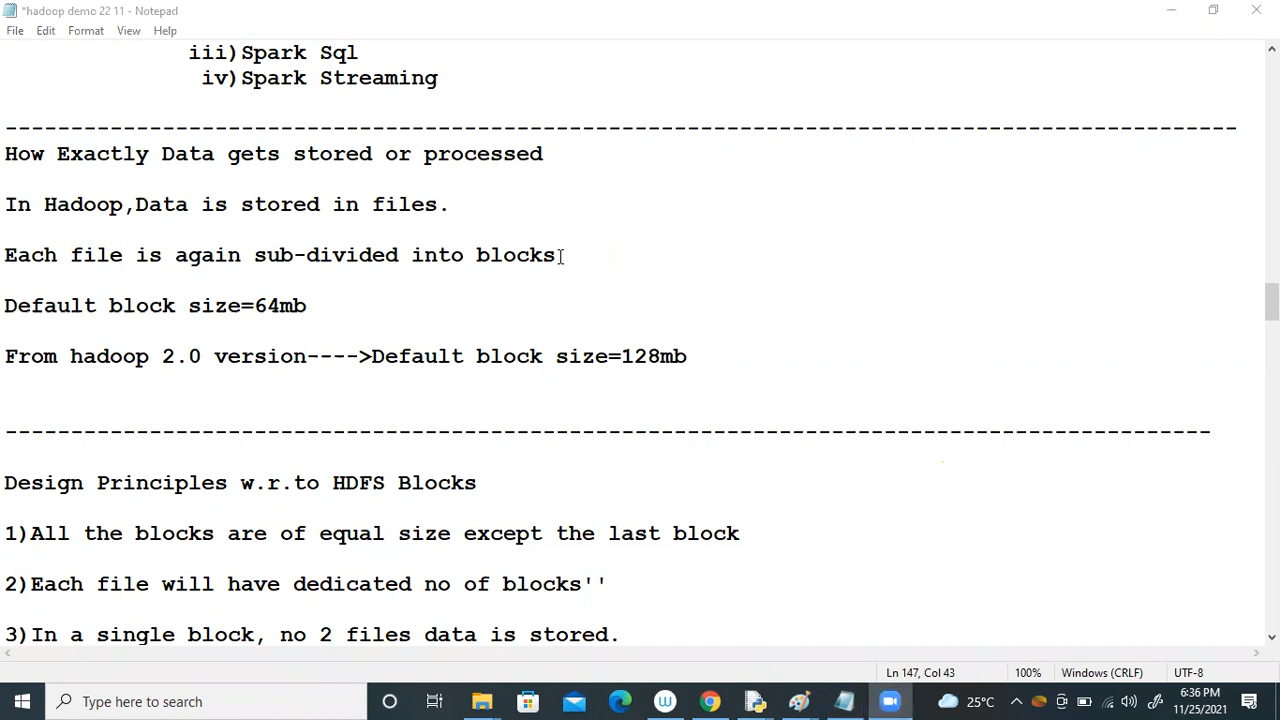 *hadoop demo 22 11 - Notepad
File Edit Format View Help
iii)Spark Sql
iv)Spark Streaming
----------------------------------------------------------------------------------------------
How Exactly Data gets stored or processed
In Hadoop,Data is stored in files.
Each file is again sub-divided into blocks
Default block size=64mb
From hadoop 2.0 version---->Default block size=128mb
--------------------------------------------------------------------------------------------
Design Principles w.r.to HDFS Blocks
1)All the blocks are of equal size except the last block
2)Each file will have dedicated no of blocks''
3)In a single block, no 2 files data is stored.
Ln 147, Col 43 100% Windows (CRLF) UTF-8
Type here to search 25°C 6:36 PM
11/25/2021